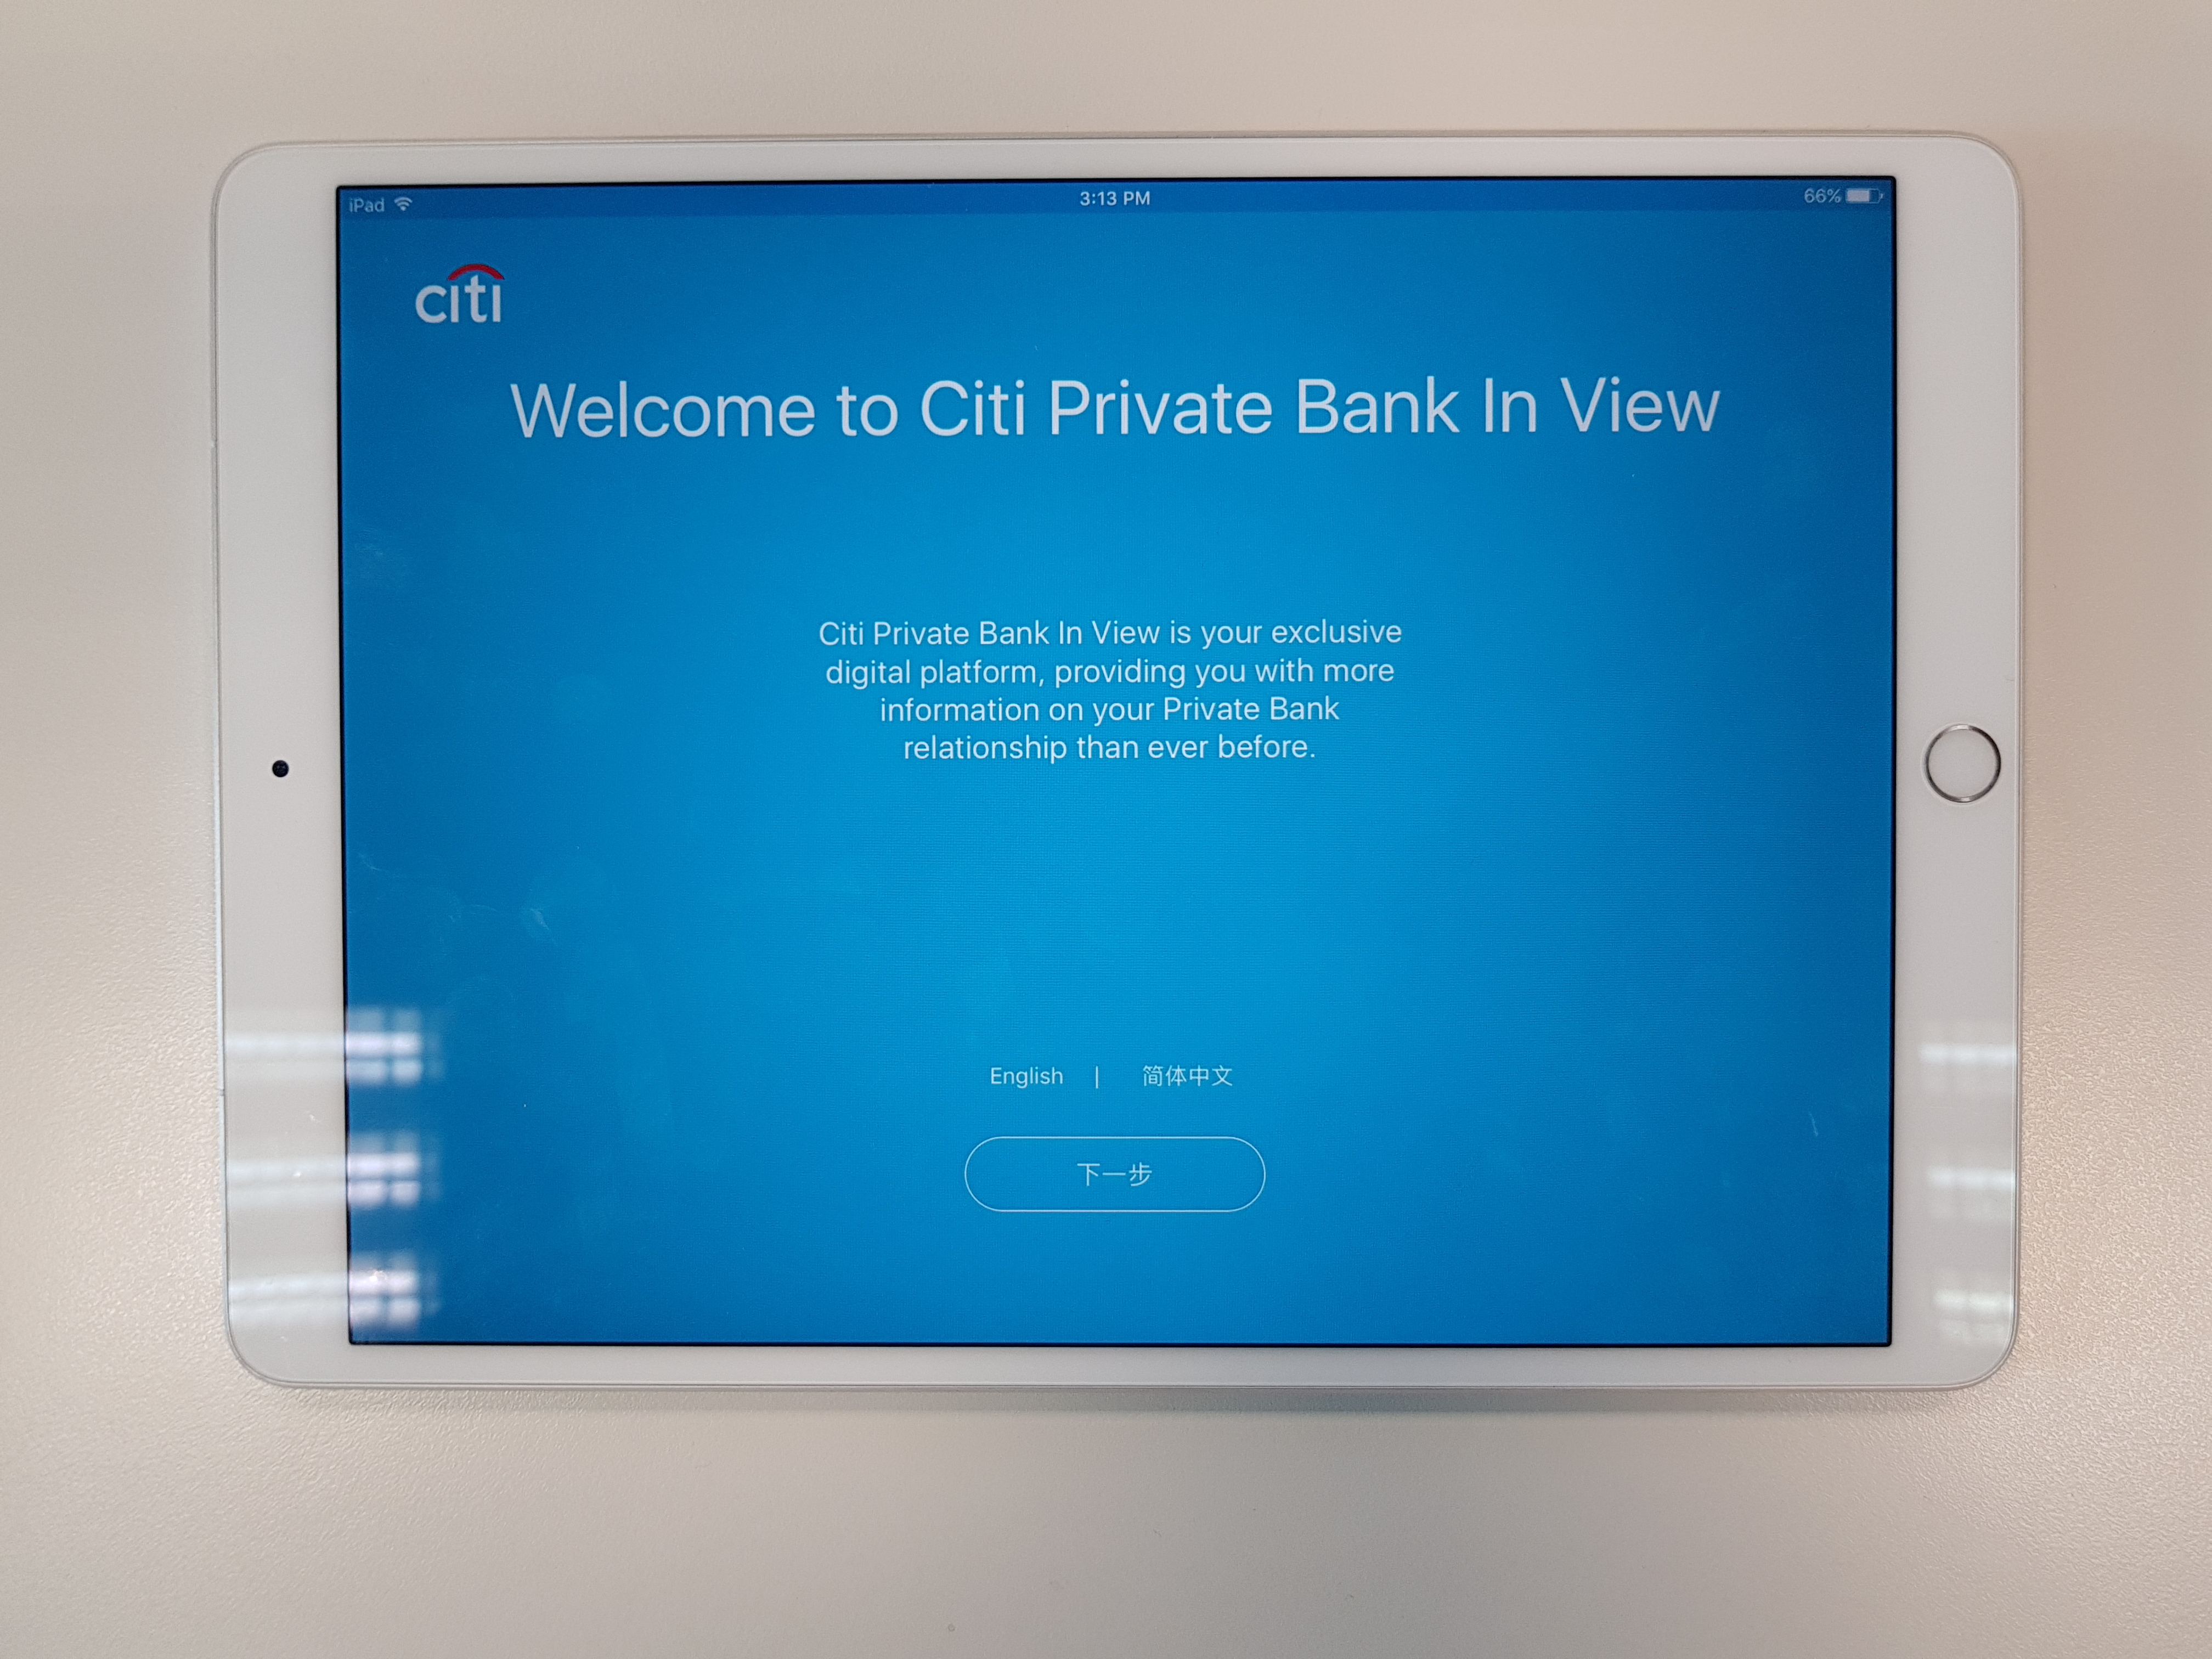 iPad
3:13 PM
66%
citi
Welcome to Citi Private Bank In View
Citi Private Bank In View is your exclusive
digital platform, providing you with more
information on your Private Bank
relationship than ever before.
English | 简体中文
下一步